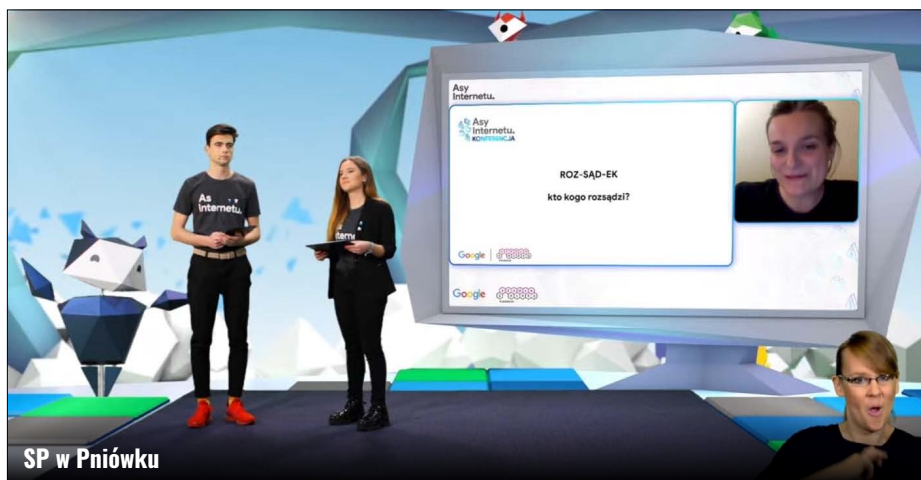 Asy
Internetu.
Asy
Internetu.
KONFERENCJA
ROZ-SĄD-EK
kto kogo rozsądzi?
Google
Google
As
Internetu.
SP w Pniówku